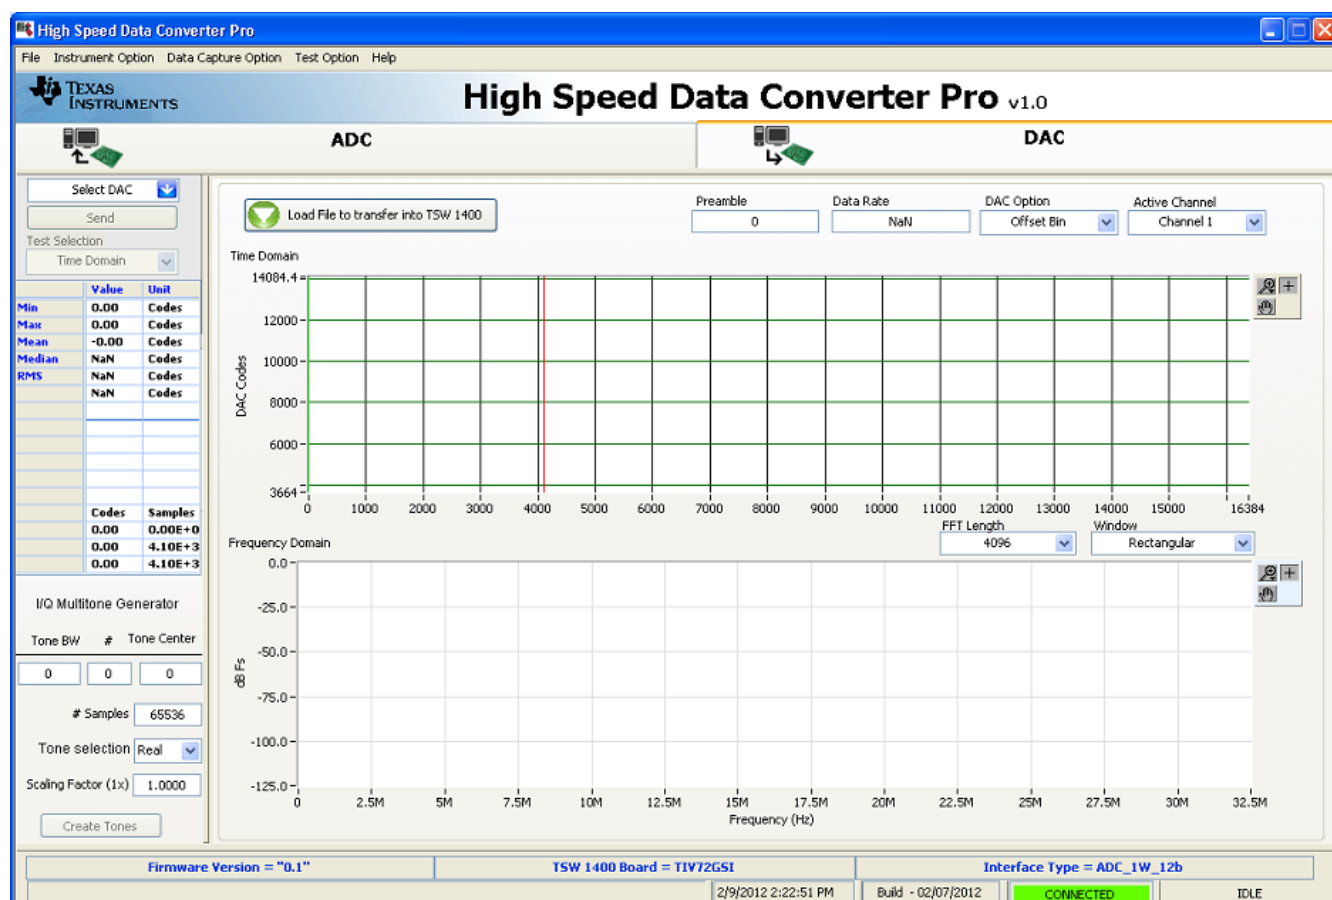 High Speed Data Converter Pro
File Instrument Option Data Capture Option Test Option Help
TEXAS
INSTRUMENTS
High Speed Data Converter Pro v1.0
ADC
DAC
Select DAC
Send
Test Selection
Time Domain
Value Unit
Min 0.00 Codes
Max 0.00 Codes
Mean -0.00 Codes
Median NaN Codes
RMS NaN Codes
NaN Codes
Codes Samples
0.00 0.00E+0
0.00 4.10E+3
0.00 4.10E+3
I/Q Multitone Generator
Tone BW # Tone Center
0 0 0
# Samples 65536
Tone selection Real
Scaling Factor (1x) 1.0000
Create Tones
Load File to transfer into TSW 1400
Preamble Data Rate DAC Option Active Channel
0 NaN Offset Bin Channel 1
Time Domain
14084.4
12000
10000
8000
6000
3664
DAC Codes
0 1000 2000 3000 4000 5000 6000 7000 8000 9000 10000 11000 12000 13000 14000 15000 16384
FFT Length Window
4096 Rectangular
Frequency Domain
0.0
-25.0
-50.0
-75.0
-100.0
-125.0
dB Fs
0 2.5M 5M 7.5M 10M 12.5M 15M 17.5M 20M 22.5M 25M 27.5M 30M 32.5M
Frequency (Hz)
Firmware Version = "0.1" TSW 1400 Board = TIV72GSI Interface Type = ADC_1W_12b
2/9/2012 2:22:51 PM Build - 02/07/2012 CONNECTED IDLE